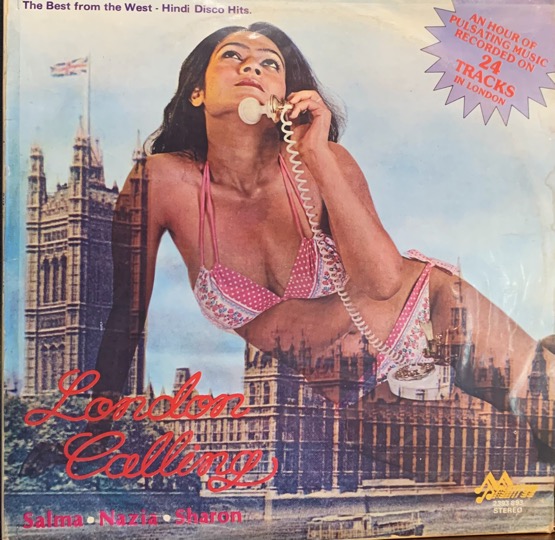 The Best from the West - Hindi Disco Hits.
AN HOUR OF
PULSATING MUSIC
RECORDED ON
24
TRACKS
IN LONDON
London
Calling
Salma • Nazia • Sharon
STEREO